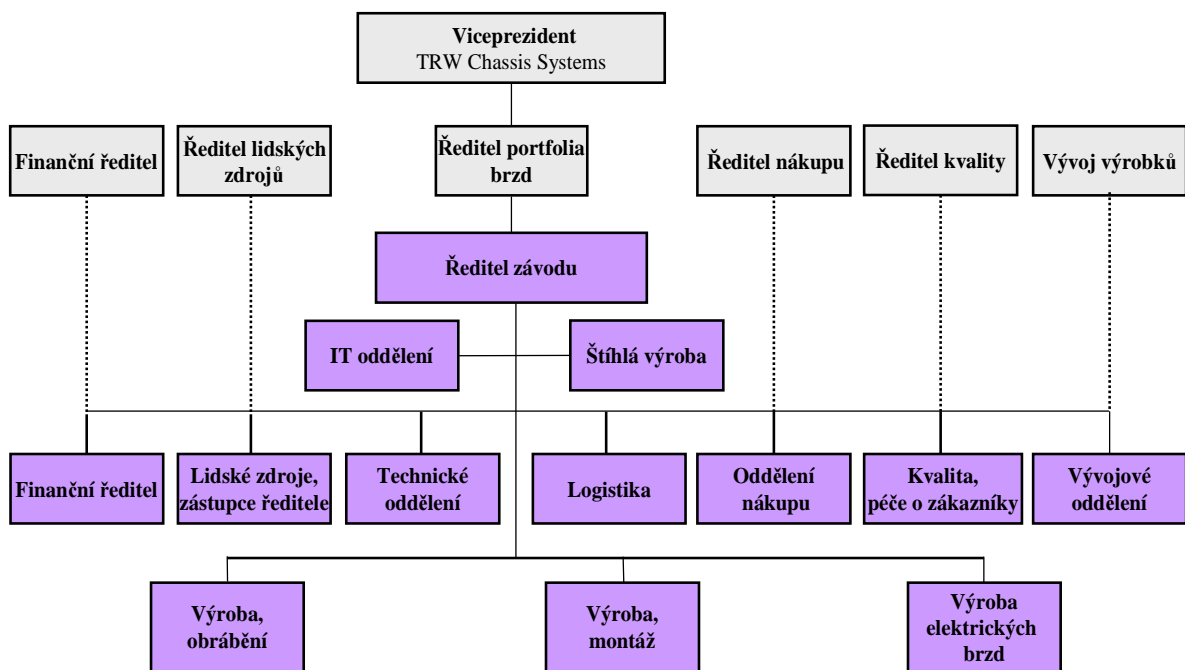 Viceprezident
TRW Chassis Systems
Finanční ředitel
Ředitel lidských
zdrojů
Ředitel portfolia
brzd
Ředitel nákupu
Ředitel kvality
Vývoj výrobků
Ředitel závodu
IT oddělení
Štíhlá výroba
Finanční ředitel
Lidské zdroje,
zástupce ředitele
Technické
oddělení
Logistika
Oddělení
nákupu
Kvalita,
péče o zákazníky
Vývojové
oddělení
Výroba,
obrábění
Výroba,
montáž
Výroba
elektrických
brzd